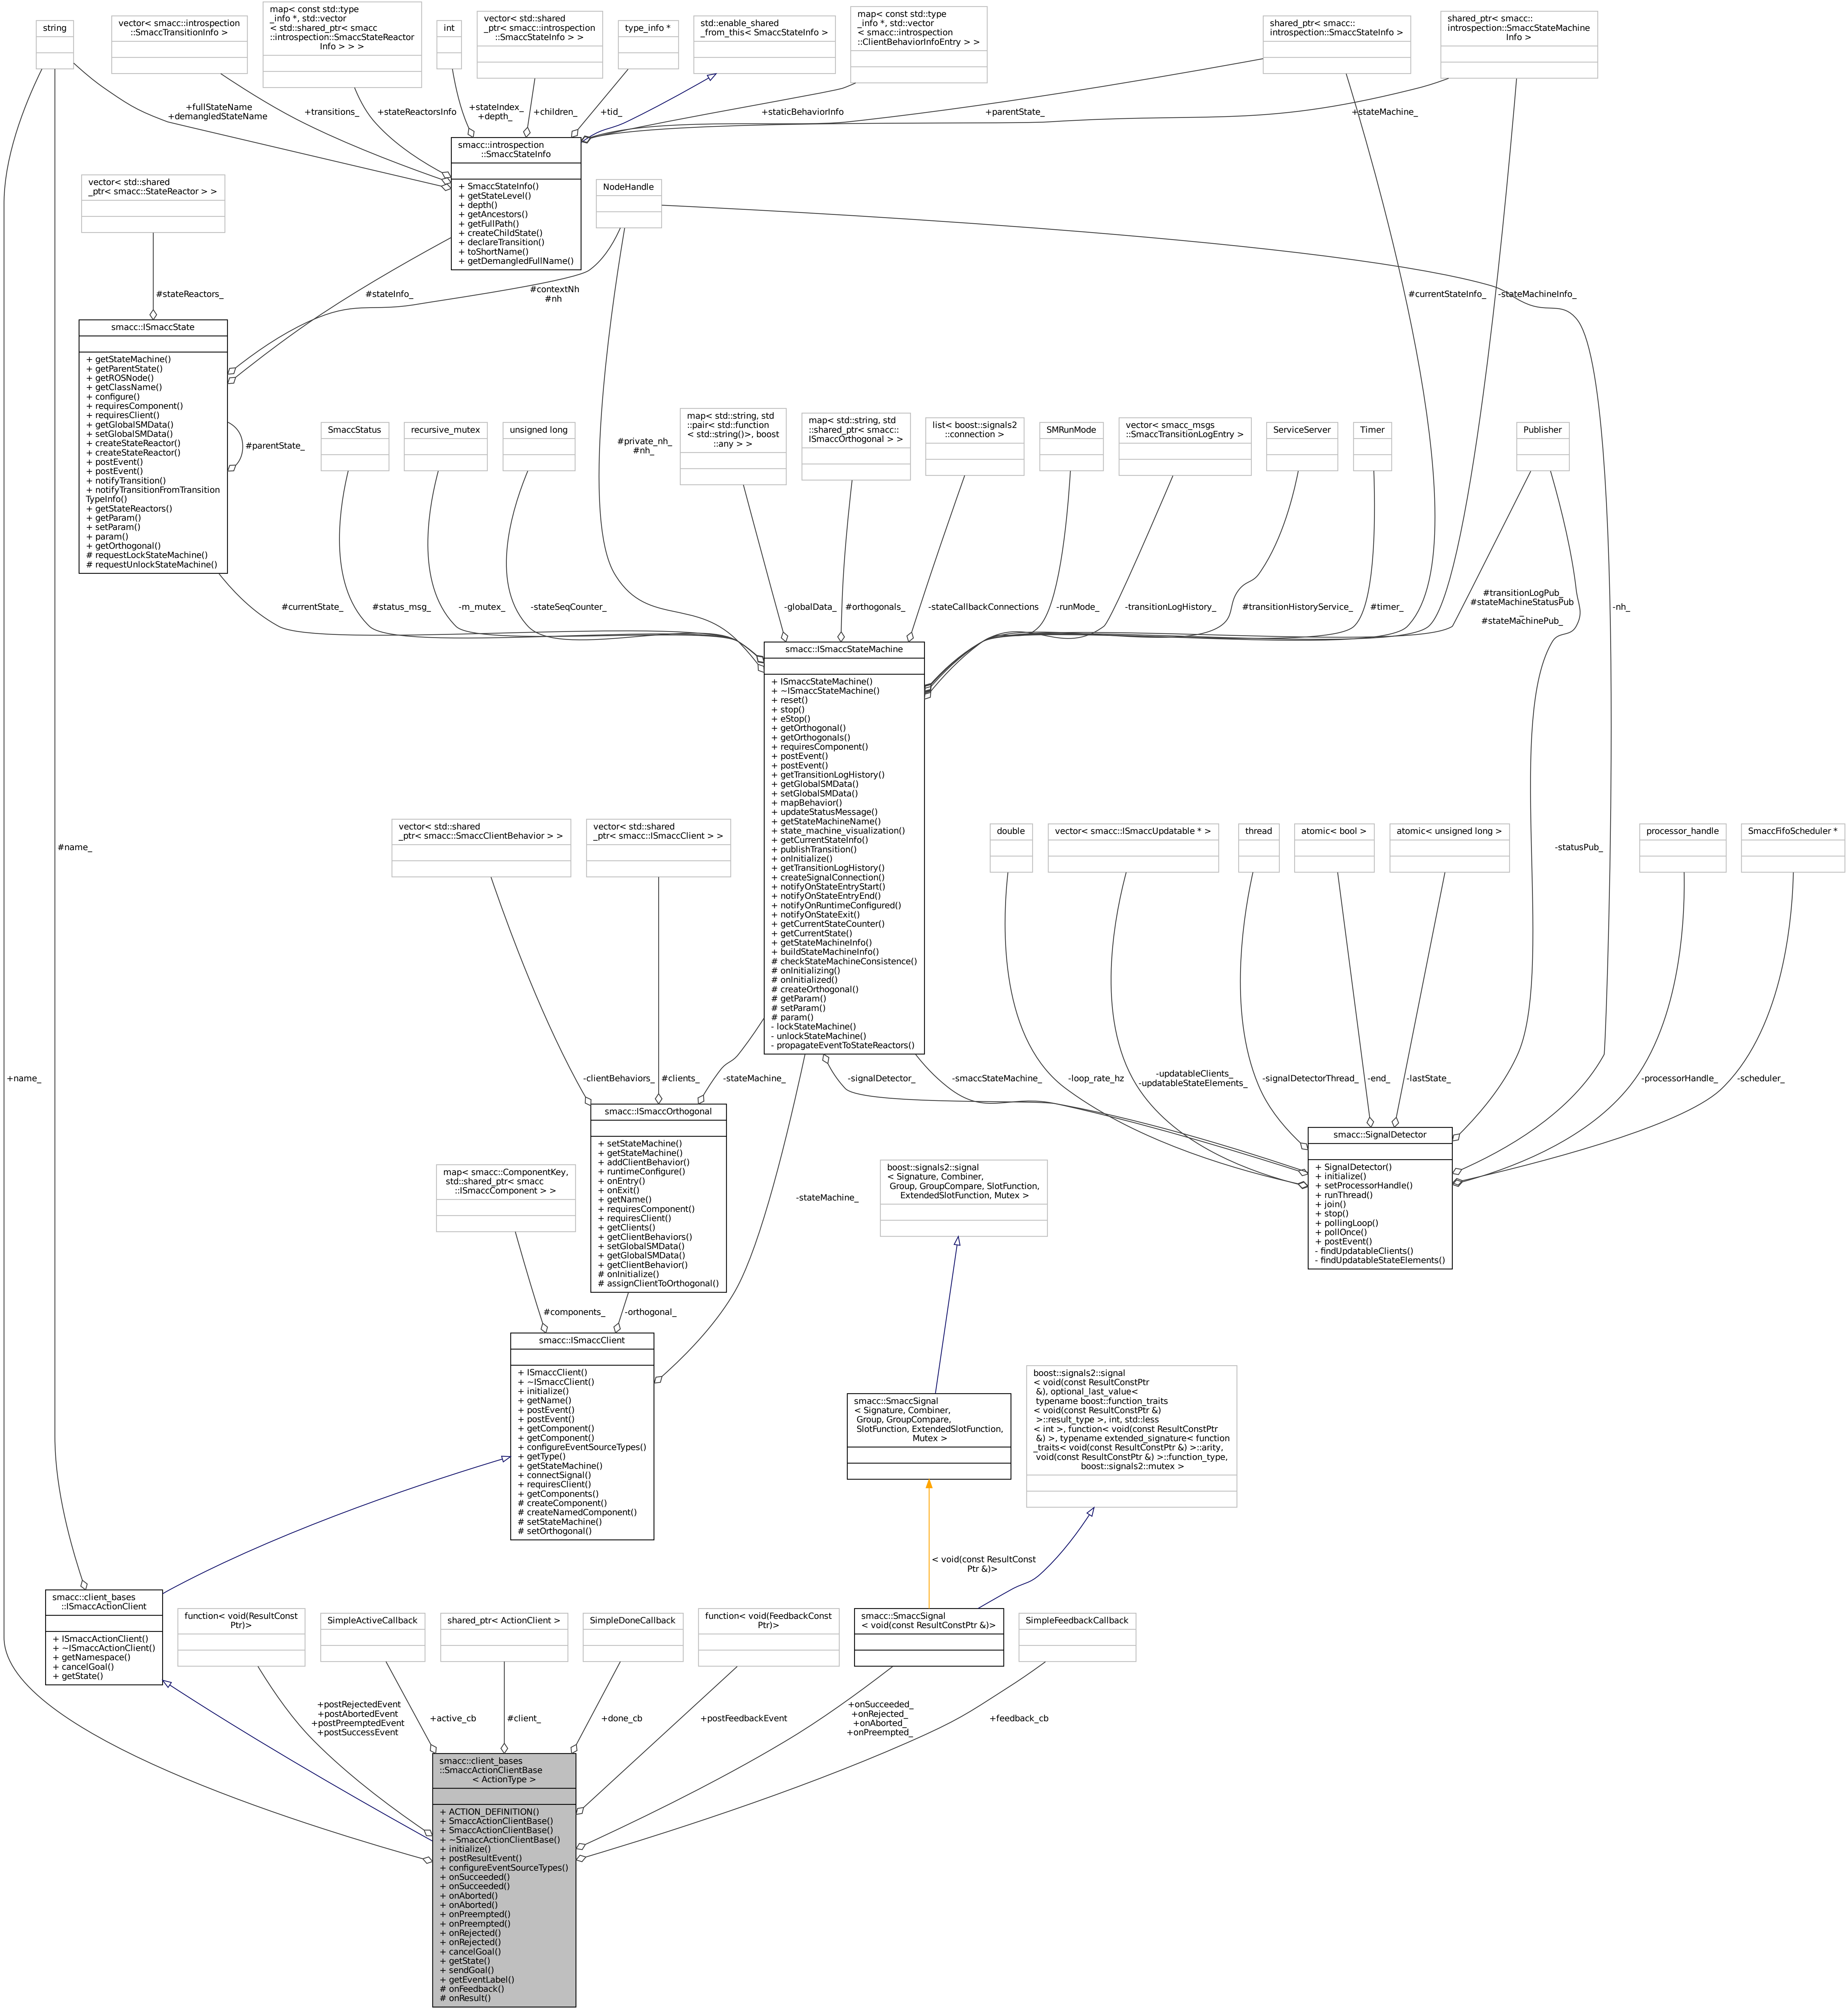 string
vector< smacc::introspection
::SmaccTransitionInfo >
map< const std::type
_info *, std::vector
< std::shared_ptr< smacc
::introspection::SmaccStateReactor
Info > > >
int
vector< std::shared
_ptr< smacc::introspection
::SmaccStateInfo > >
type_info *
std::enable_shared
_from_this< SmaccStateInfo >
map< const std::type
_info *, std::vector
< smacc::introspection
::ClientBehaviorInfoEntry > >
shared_ptr< smacc::
introspection::SmaccStateInfo >
shared_ptr< smacc::
introspection::SmaccStateMachine
Info >
+fullStateName
+demangledStateName
+transitions_
+stateReactorsInfo
+stateIndex_
+depth_
+children_
+tid_
+staticBehaviorInfo
+parentState_
+stateMachine_
smacc::introspection
::SmaccStateInfo
+ SmaccStateInfo()
+ getStateLevel()
+ depth()
+ getAncestors()
+ getFullPath()
+ createChildState()
+ declareTransition()
+ toShortName()
+ getDemangledFullName()
vector< std::shared
_ptr< smacc::StateReactor > >
NodeHandle
#stateReactors_
#stateInfo_
#contextNh
#nh
#currentStateInfo_
-stateMachineInfo_
smacc::ISmaccState
+ getStateMachine()
+ getParentState()
+ getROSNode()
+ getClassName()
+ configure()
+ requiresComponent()
+ requiresClient()
+ getGlobalSMData()
+ setGlobalSMData()
+ createStateReactor()
+ createStateReactor()
+ postEvent()
+ postEvent()
+ notifyTransition()
+ notifyTransitionFromTransition
TypeInfo()
+ getStateReactors()
+ getParam()
+ setParam()
+ param()
+ getOrthogonal()
# requestLockStateMachine()
# requestUnlockStateMachine()
#parentState_
SmaccStatus
recursive_mutex
unsigned long
#private_nh_
#nh_
map< std::string, std
::pair< std::function
< std::string()>, boost
::any > >
map< std::string, std
::shared_ptr< smacc::
ISmaccOrthogonal > >
list< boost::signals2
::connection >
SMRunMode
vector< smacc_msgs
::SmaccTransitionLogEntry >
ServiceServer
Timer
Publisher
#currentState_
#status_msg_
-m_mutex_
-stateSeqCounter_
-globalData_
#orthogonals_
-stateCallbackConnections
-runMode_
-transitionLogHistory_
#transitionHistoryService_
#timer_
#transitionLogPub_
#stateMachineStatusPub
_
#stateMachinePub_
-nh_
smacc::ISmaccStateMachine
+ ISmaccStateMachine()
+ ~ISmaccStateMachine()
+ reset()
+ stop()
+ eStop()
+ getOrthogonal()
+ getOrthogonals()
+ requiresComponent()
+ postEvent()
+ postEvent()
+ getTransitionLogHistory()
+ getGlobalSMData()
+ setGlobalSMData()
+ mapBehavior()
+ updateStatusMessage()
+ getStateMachineName()
+ state_machine_visualization()
+ getCurrentStateInfo()
+ publishTransition()
+ onInitialize()
+ getTransitionLogHistory()
+ createSignalConnection()
+ notifyOnStateEntryStart()
+ notifyOnStateEntryEnd()
+ notifyOnRuntimeConfigured()
+ notifyOnStateExit()
+ getCurrentStateCounter()
+ getCurrentState()
+ getStateMachineInfo()
+ buildStateMachineInfo()
# checkStateMachineConsistence()
# onInitializing()
# onInitialized()
# createOrthogonal()
# getParam()
# setParam()
# param()
- lockStateMachine()
- unlockStateMachine()
- propagateEventToStateReactors()
#name_
vector< std::shared
_ptr< smacc::SmaccClientBehavior > >
vector< std::shared
_ptr< smacc::ISmaccClient > >
double
vector< smacc::ISmaccUpdatable * >
thread
atomic< bool >
atomic< unsigned long >
-statusPub_
processor_handle
SmaccFifoScheduler *
+name_
-clientBehaviors_
#clients_
-stateMachine_
-signalDetector_
-smaccStateMachine_
-loop_rate_hz
-updatableClients_
-updatableStateElements_
-signalDetectorThread_
-end_
-lastState_
-processorHandle_
-scheduler_
smacc::ISmaccOrthogonal
+ setStateMachine()
+ getStateMachine()
+ addClientBehavior()
+ runtimeConfigure()
+ onEntry()
+ onExit()
+ getName()
+ requiresComponent()
+ requiresClient()
+ getClients()
+ getClientBehaviors()
+ setGlobalSMData()
+ getGlobalSMData()
+ getClientBehavior()
# onInitialize()
# assignClientToOrthogonal()
smacc::SignalDetector
+ SignalDetector()
+ initialize()
+ setProcessorHandle()
+ runThread()
+ join()
+ stop()
+ pollingLoop()
+ pollOnce()
+ postEvent()
- findUpdatableClients()
- findUpdatableStateElements()
map< smacc::ComponentKey,
std::shared_ptr< smacc
::ISmaccComponent > >
-stateMachine_
boost::signals2::signal
< Signature, Combiner,
Group, GroupCompare, SlotFunction,
ExtendedSlotFunction, Mutex >
#components_
-orthogonal_
smacc::ISmaccClient
+ ISmaccClient()
+ ~ISmaccClient()
+ initialize()
+ getName()
+ postEvent()
+ postEvent()
+ getComponent()
+ getComponent()
+ configureEventSourceTypes()
+ getType()
+ getStateMachine()
+ connectSignal()
+ requiresClient()
+ getComponents()
# createComponent()
# createNamedComponent()
# setStateMachine()
# setOrthogonal()
smacc::SmaccSignal
< Signature, Combiner,
Group, GroupCompare,
SlotFunction, ExtendedSlotFunction,
Mutex >
boost::signals2::signal
< void(const ResultConstPtr
&), optional_last_value<
typename boost::function_traits
< void(const ResultConstPtr &)
>::result_type >, int, std::less
< int >, function< void(const ResultConstPtr
&) >, typename extended_signature< function
_traits< void(const ResultConstPtr &) >::arity,
void(const ResultConstPtr &) >::function_type,
boost::signals2::mutex >
< void(const ResultConst
Ptr &)>
smacc::client_bases
::ISmaccActionClient
+ ISmaccActionClient()
+ ~ISmaccActionClient()
+ getNamespace()
+ cancelGoal()
+ getState()
function< void(ResultConst
Ptr)>
SimpleActiveCallback
shared_ptr< ActionClient >
SimpleDoneCallback
function< void(FeedbackConst
Ptr)>
smacc::SmaccSignal
< void(const ResultConstPtr &)>
SimpleFeedbackCallback
+postRejectedEvent
+postAbortedEvent
+postPreemptedEvent
+postSuccessEvent
+active_cb
#client_
+done_cb
+postFeedbackEvent
+onSucceeded_
+onRejected_
+onAborted_
+onPreempted_
+feedback_cb
smacc::client_bases
::SmaccActionClientBase
< ActionType >
+ ACTION_DEFINITION()
+ SmaccActionClientBase()
+ SmaccActionClientBase()
+ ~SmaccActionClientBase()
+ initialize()
+ postResultEvent()
+ configureEventSourceTypes()
+ onSucceeded()
+ onSucceeded()
+ onAborted()
+ onAborted()
+ onPreempted()
+ onPreempted()
+ onRejected()
+ onRejected()
+ cancelGoal()
+ getState()
+ sendGoal()
+ getEventLabel()
# onFeedback()
# onResult()